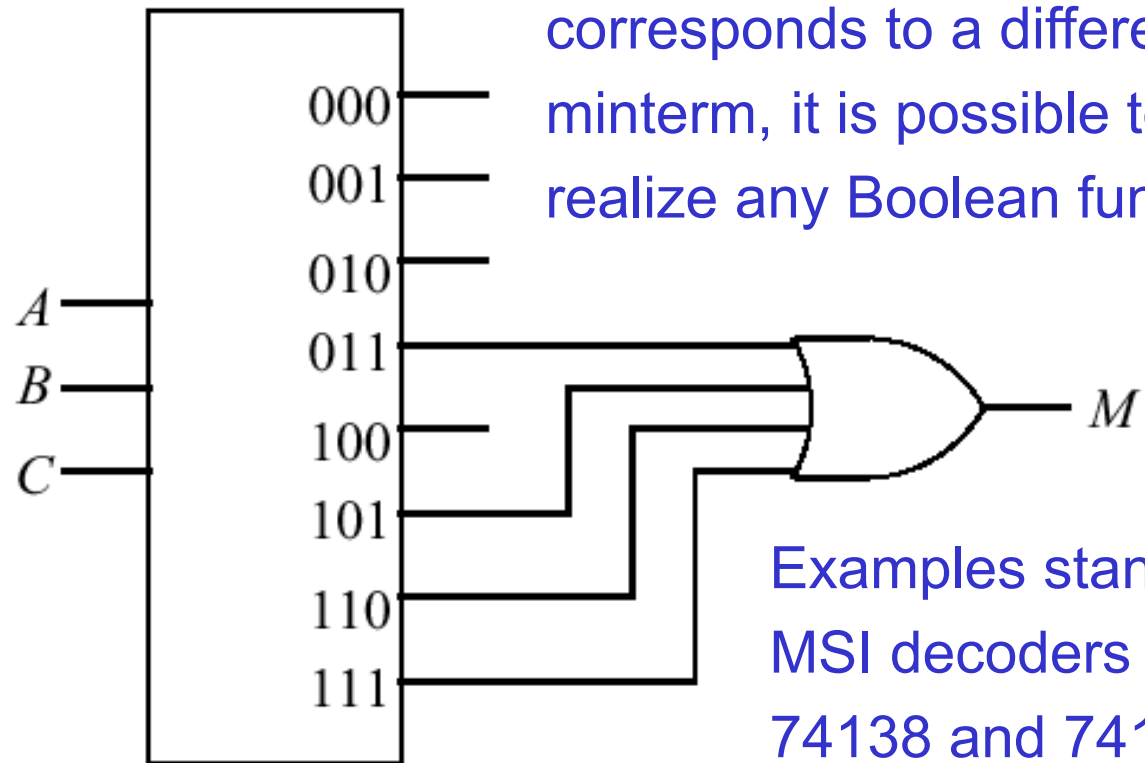 corresponds to a differe
minterm, it is possible t
realize any Boolean fu
000
001
010
A
011
B
M
100
C
101
110
111
Examples stan
MSI decoders
74138 and 741